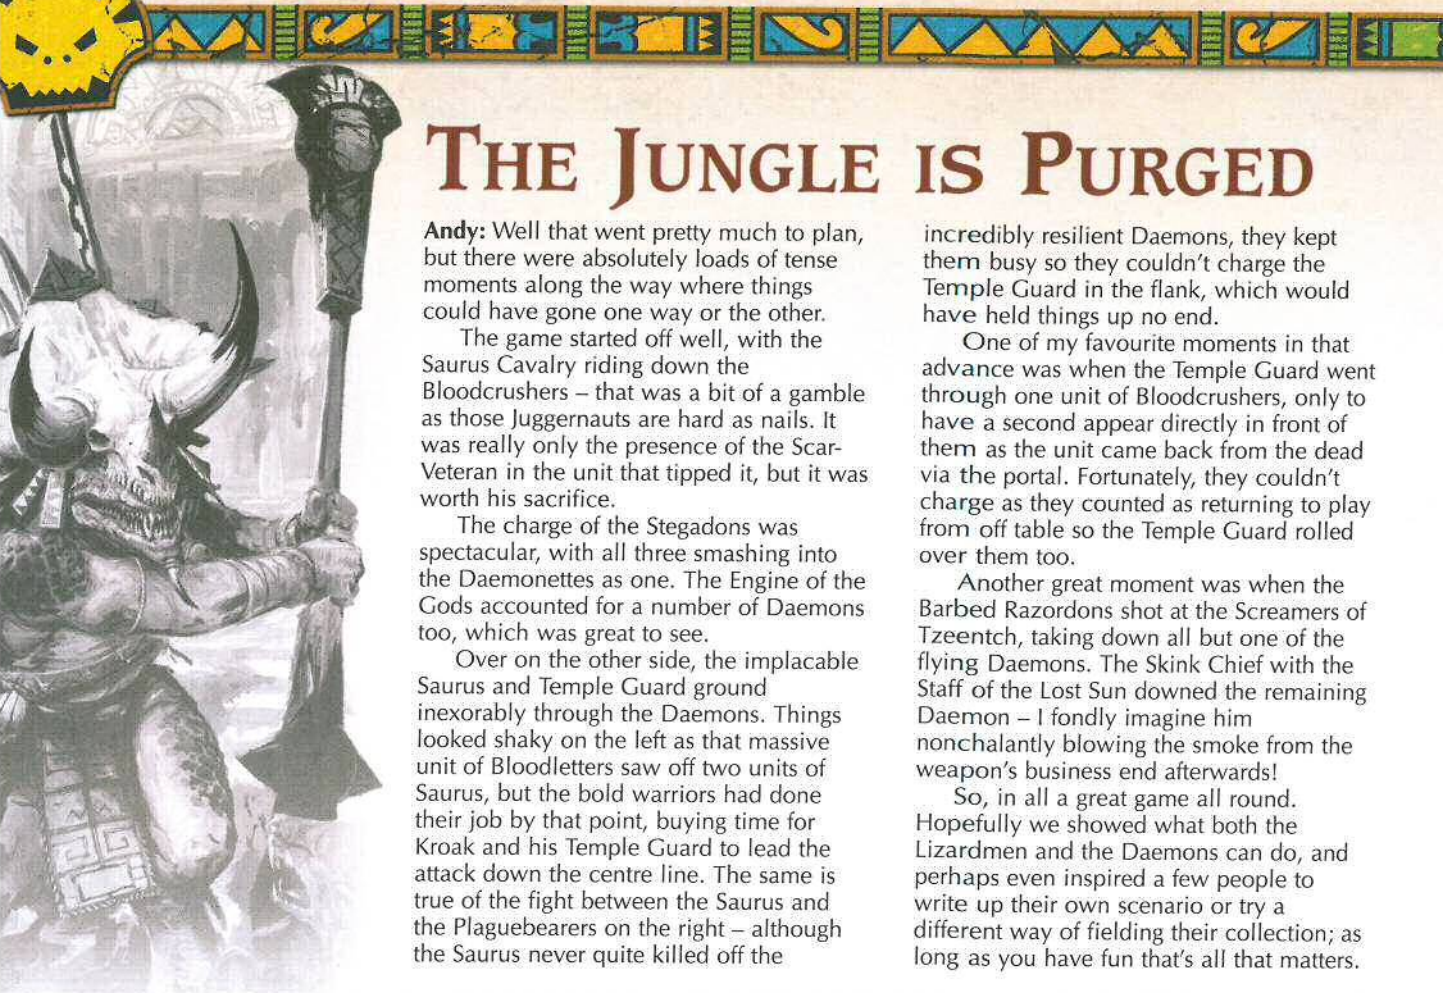 THE JUNGLE IS PURGED
Andy: Well that went pretty much to plan,
but there were absolutely loads of tense
moments along the way where things
could have gone one way or the other.
The game started off well, with the
Saurus Cavalry riding down the
Bloodcrushers – that was a bit of a gamble
as those Juggernauts are hard as nails. It
was really only the presence of the Scar-
Veteran in the unit that tipped it, but it was
worth his sacrifice.
The charge of the Stegadons was
spectacular, with all three smashing into
the Daemonettes as one. The Engine of the
Gods accounted for a number of Daemons
too, which was great to see.
Over on the other side, the implacable
Saurus and Temple Guard ground
inexorably through the Daemons. Things
looked shaky on the left as that massive
unit of Bloodletters saw off two units of
Saurus, but the bold warriors had done
their job by that point, buying time for
Kroak and his Temple Guard to lead the
attack down the centre line. The same is
true of the fight between the Saurus and
the Plaguebearers on the right – although
the Saurus never quite killed off the
incredibly resilient Daemons, they kept
them busy so they couldn't charge the
Temple Guard in the flank, which would
have held things up no end.
One of my favourite moments in that
advance was when the Temple Guard went
through one unit of Bloodcrushers, only to
have a second appear directly in front of
them as the unit came back from the dead
via the portal. Fortunately, they couldn't
charge as they counted as returning to play
from off table so the Temple Guard rolled
over them too.
Another great moment was when the
Barbed Razordons shot at the Screamers of
Tzeentch, taking down all but one of the
flying Daemons. The Skink Chief with the
Staff of the Lost Sun downed the remaining
Daemon – I fondly imagine him
nonchalantly blowing the smoke from the
weapon's business end afterwards!
So, in all a great game all round.
Hopefully we showed what both the
Lizardmen and the Daemons can do, and
perhaps even inspired a few people to
write up their own scenario or try a
different way of fielding their collection; as
long as you have fun that's all that matters.